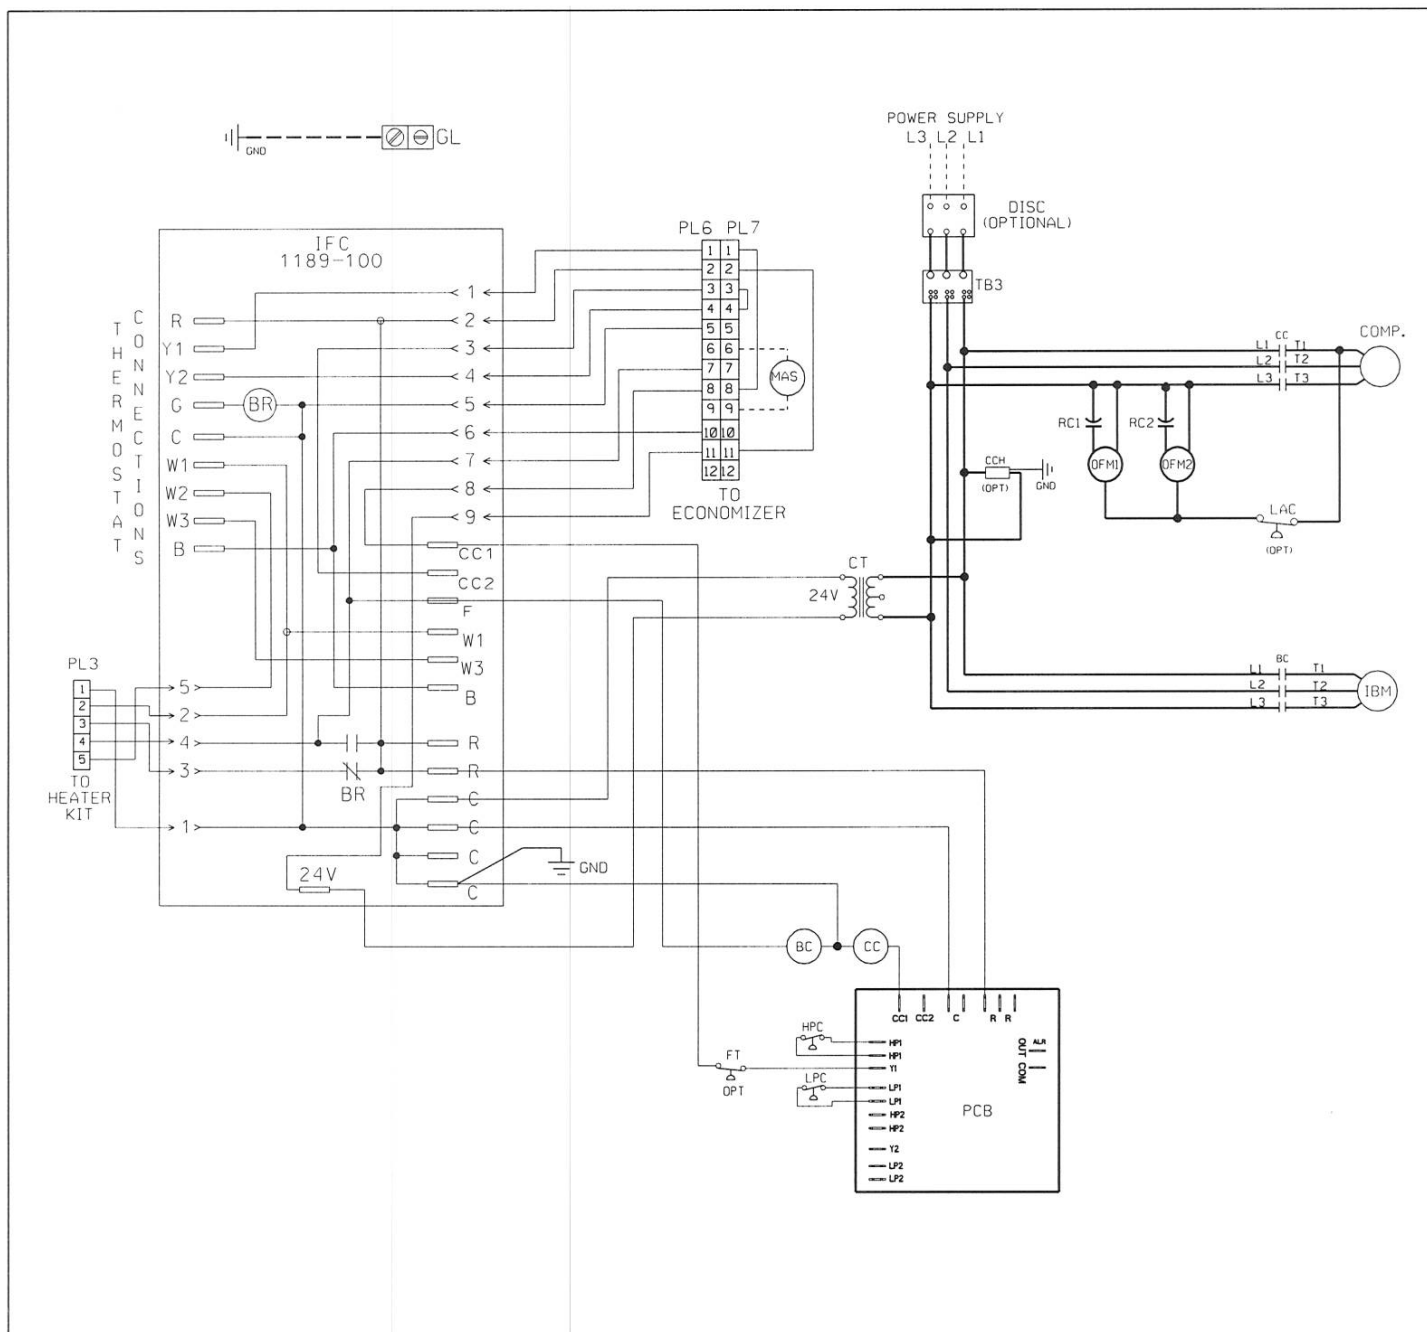 POWER SUPPLY
L3 L2 L1
GND
GL
DISC
(OPTIONAL)
TB3
IFC
1189-100
THERMOSTAT
CONNECTIONS
R
Y1
Y2
G
BR
C
W1
W2
W3
B
1
2
3
4
5
6
7
8
9
CC1
CC2
F
W1
W3
B
R
R
C
C
C
C
PL6 PL7
1 1
2 2
3 3
4 4
5 5
6 6
7 7
8 8
9 9
10 10
11 11
12 12
TO
ECONOMIZER
MAS
L1 CC T1
L2 T2
L3 T3
COMP.
RC1
RC2
OFM1
OFM2
CCH
(OPT)
GND
LAC
(OPT)
CT
24V
L1 BC T1
L2 T2
L3 T3
IBM
PL3
1
2
3
4
5
TO
HEATER
KIT
5
2
4
3
1
BR
24V
GND
BC
CC
CC1 CC2 C R R
HPC
HP1
HP1
FT
OPT
Y1
LPC
LP1
LP1
HP2
HP2
Y2
LP2
LP2
ALR
OUT COM
PCB